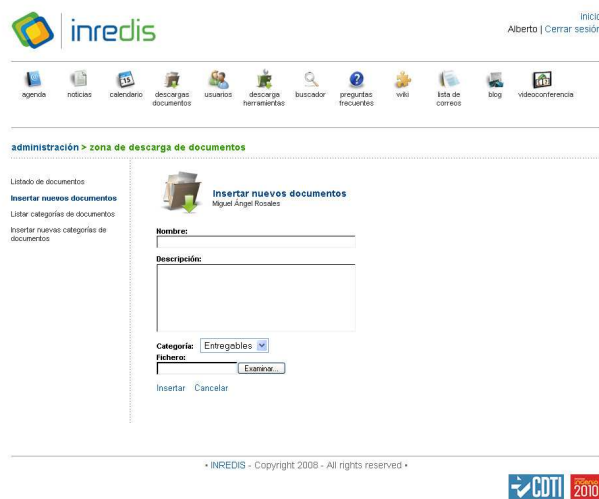 inredis
inicio
Alberto | Cerrar sesión
agenda
noticias
calendario
descargas documentos
usuarios
descarga herramientas
buscador
preguntas frecuentes
wiki
lista de correos
blog
videoconferencia
administración > zona de descarga de documentos
Listado de documentos
Insertar nuevos documentos
Listar categorías de documentos
Insertar nuevas categorías de
documentos
Insertar nuevos documentos
Miguel Ángel Rosales
Nombre:
Descripción:
Categoría: Entregables
Fichero:
Examinar...
Insertar Cancelar
• INREDIS - Copyright 2008 - All rights reserved •
CDTI
ingenio
2010